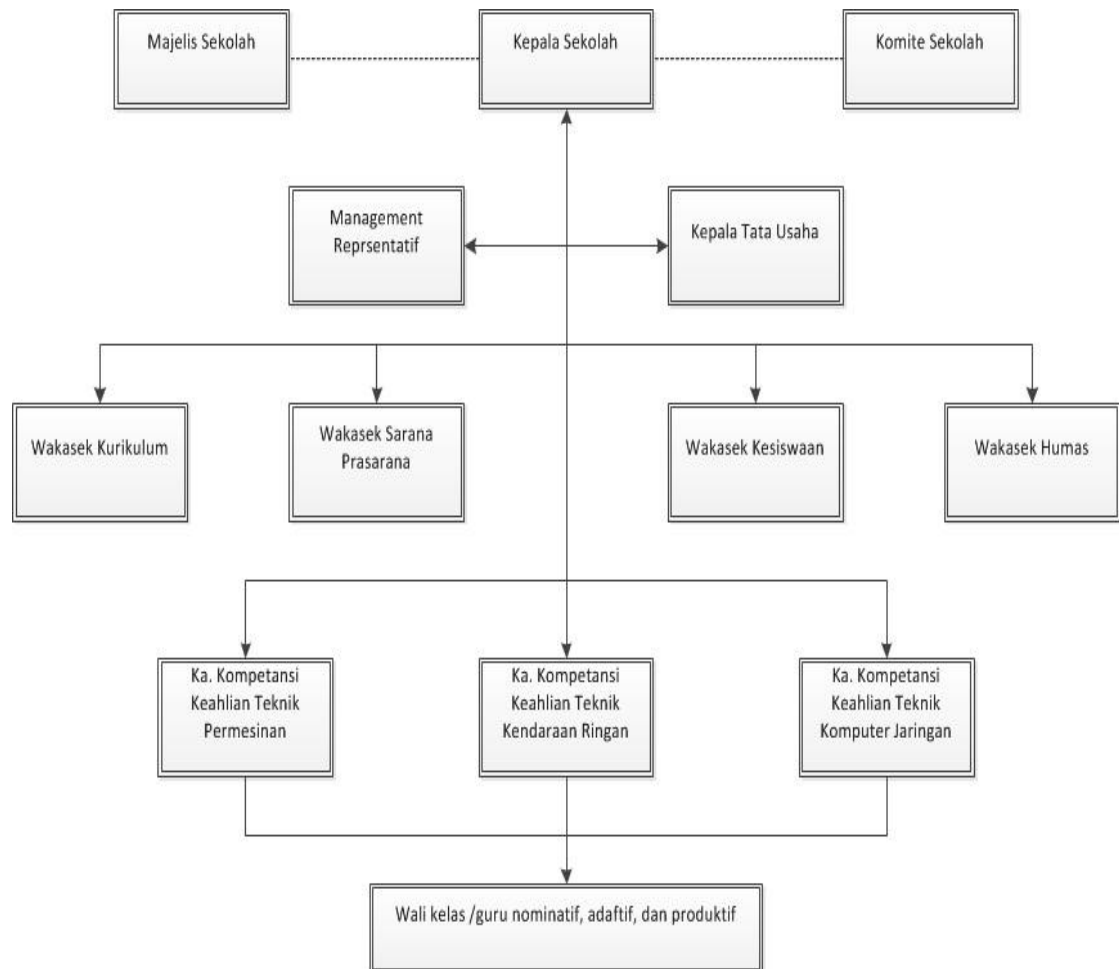 Majelis Sekolah
Kepala Sekolah
Komite Sekolah
Management
Reprsentatif
Kepala Tata Usaha
Wakasek Kurikulum
Wakasek Sarana
Prasarana
Wakasek Kesiswaan
Wakasek Humas
Ka. Kompetansi
Keahlian Teknik
Permesinan
Ka. Kompetansi
Keahlian Teknik
Kendaraan Ringan
Ka. Kompetansi
Keahlian Teknik
Komputer Jaringan
Wali kelas /guru nominatif, adaftif, dan produktif